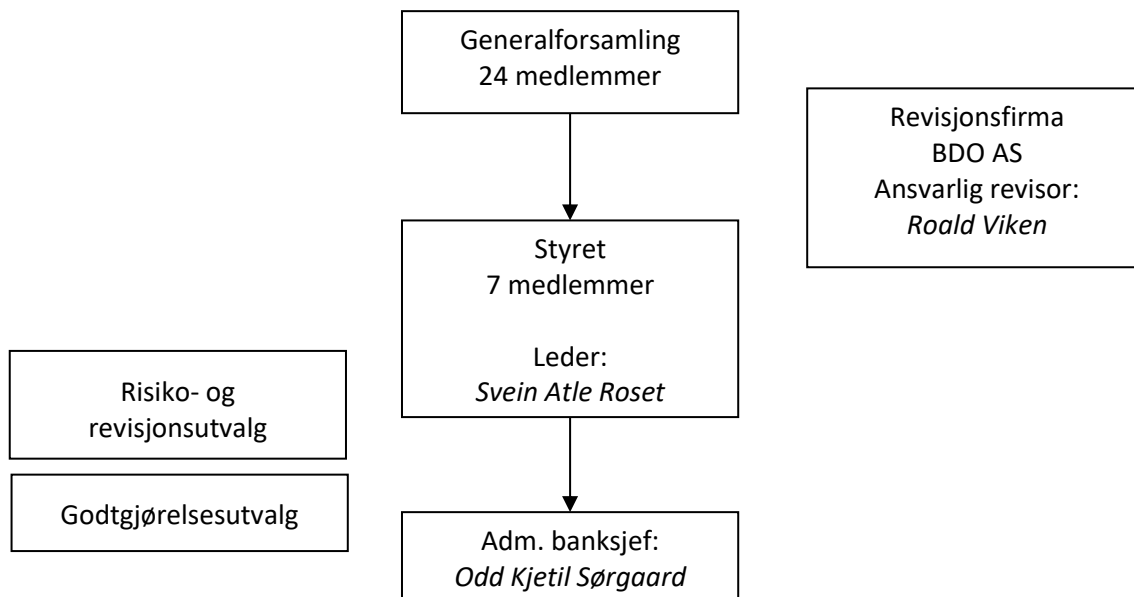 Generalforsamling
24 medlemmer
Revisjonsfirma
BDO AS
Ansvarlig revisor:
Roald Viken
Styret
7 medlemmer
Leder:
Svein Atle Roset
Risiko- og
revisjonsutvalg
Godtgjørelsesutvalg
Adm. banksjef:
Odd Kjetil Sørgaard